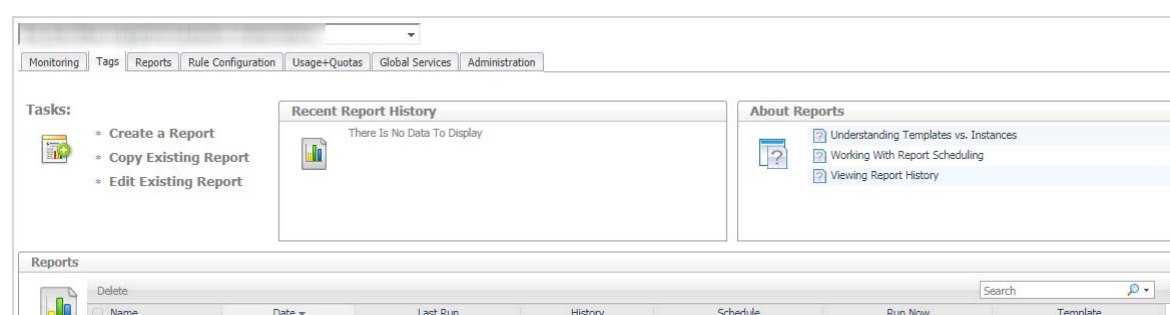 Monitoring Tags Reports Rule Configuration Usage+Quotas Global Services Administration
Tasks:
Create a Report
Copy Existing Report
Edit Existing Report
Recent Report History
There Is No Data To Display
About Reports
Understanding Templates vs. Instances
Working With Report Scheduling
Viewing Report History
Reports
Delete
Search
Name Date Last Run History Schedule Run Now Template